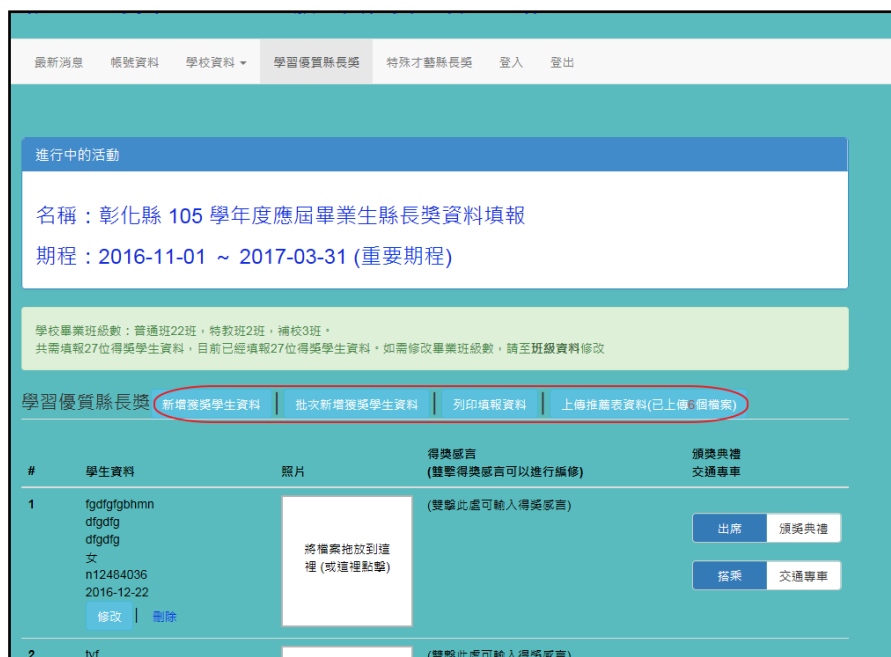 最新消息 帳號資料 學校資料 學習優質縣長獎 特殊才藝縣長獎 登入 登出
進行中的活動
名稱：彰化縣 105 學年度應屆畢業生縣長獎資料填報
期程：2016-11-01 ~ 2017-03-31 (重要期程)
學校畢業班級數：普通班22班，特教班2班，補校3班。
共需填報27位得獎學生資料，目前已經填報27位得獎學生資料。如需修改畢業班級數，請至班級資料修改
學習優質縣長獎 新增獲獎學生資料 | 批次新增獲獎學生資料 | 列印填報資料 | 上傳推薦表資料(已上傳6個檔案)
# 學生資料 照片 得獎感言 (雙擊得獎感言可以進行編修) 頒獎典禮 交通專車
1 fgdfgfgbhmn (雙擊此處可輸入得獎感言)
dfgdfg
dfgdfg
女
n12484036
2016-12-22
修改 | 刪除
將檔案拖放到這
裡 (或這裡點擊)
出席 頒獎典禮
搭乘 交通專車